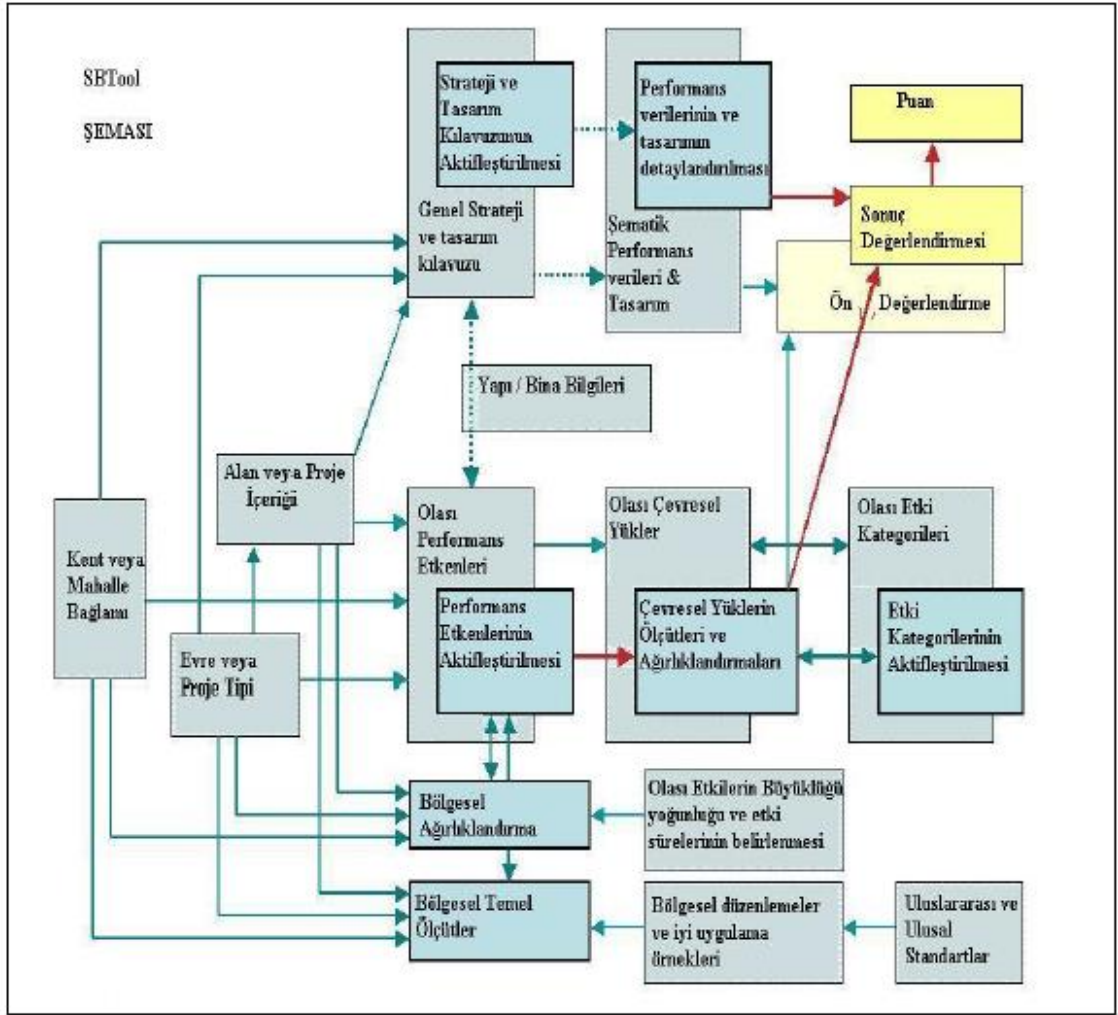 SBTool
ŞEMASI
Strateji ve
Tasarım
Kılavuzunun
Aktifleştirilmesi
Genel Strateji
ve tasarım
kılavuzu
Performans
verilerinin ve
tasarımın
detaylandırılması
Şematik
Performans
verileri &
Tasarım
Puan
Sonuç
Değerlendirmesi
Ön Değerlendirme
Yapı / Bina Bilgileri
Alan veya Proje
İçeriği
Kent veya
Mahalle
Bağlamı
Evre veya
Proje Tipi
Olası
Performans
Etkenleri
Performans
Etkenlerinin
Aktifleştirilmesi
Olası Çevresel
Yükler
Çevresel Yüklerin
Ölçütleri ve
Ağırlıklandırmaları
Olası Etki
Kategorileri
Etki
Kategorilerinin
Aktifleştirilmesi
Bölgesel
Ağırlıklandırma
Olası Etkilerin Büyüklüğü
yoğunluğu ve etki
sürelerinin belirlenmesi
Bölgesel Temel
Ölçütler
Bölgesel düzenlemeler
ve iyi uygulama
örnekleri
Uluslararası ve
Ulusal
Standartlar